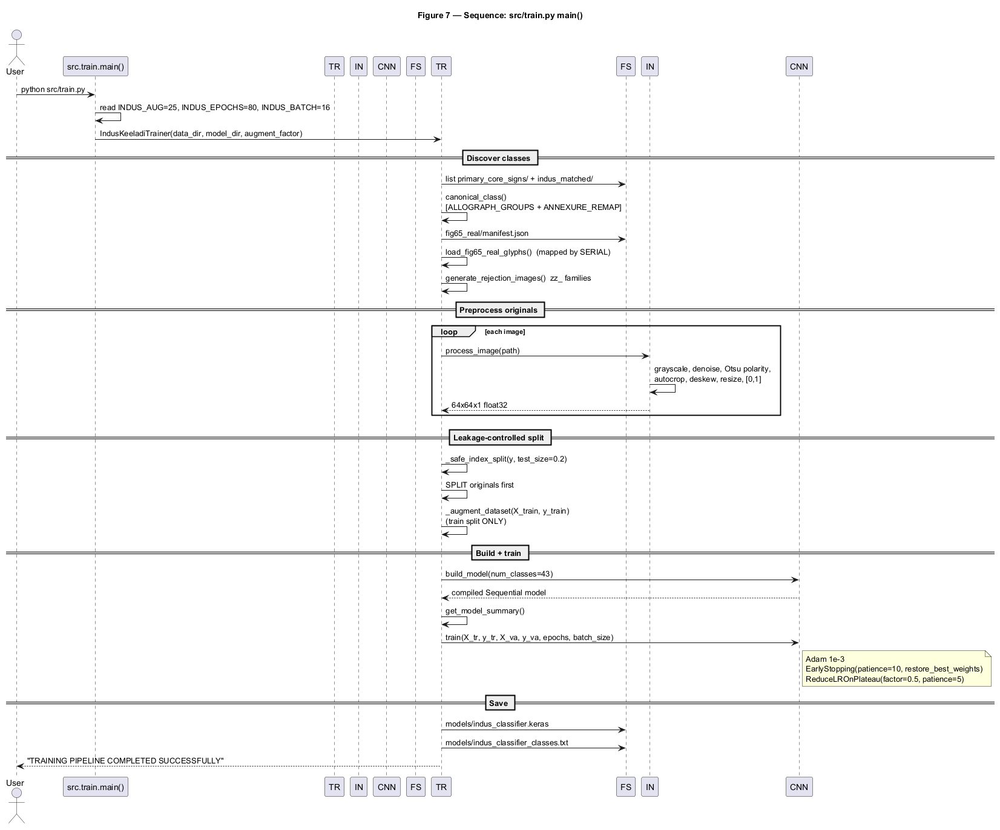 Figure 7 — Sequence: src/train.py main()
User
src.train.main()
TR
IN
CNN
FS
TR
FS
IN
CNN
python src/train.py
read INDUS_AUG=25, INDUS_EPOCHS=80, INDUS_BATCH=16
IndusKeeladiTrainer(data_dir, model_dir, augment_factor)
Discover classes
list primary_core_signs/ + indus_matched/
canonical_class()
[ALLOGRAPH_GROUPS + ANNEXURE_REMAP]
fig65_real/manifest.json
load_fig65_real_glyphs()  (mapped by SERIAL)
generate_rejection_images()  zz_ families
Preprocess originals
loop [each image]
process_image(path)
grayscale, denoise, Otsu polarity,
autocrop, deskew, resize, [0,1]
64x64x1 float32
Leakage-controlled split
_safe_index_split(y, test_size=0.2)
SPLIT originals first
_augment_dataset(X_train, y_train)
(train split ONLY)
Build + train
build_model(num_classes=43)
compiled Sequential model
get_model_summary()
train(X_tr, y_tr, X_va, y_va, epochs, batch_size)
Adam 1e-3
EarlyStopping(patience=10, restore_best_weights)
ReduceLROnPlateau(factor=0.5, patience=5)
Save
models/indus_classifier.keras
models/indus_classifier_classes.txt
"TRAINING PIPELINE COMPLETED SUCCESSFULLY"
User
src.train.main()
TR
IN
CNN
FS
TR
FS
IN
CNN